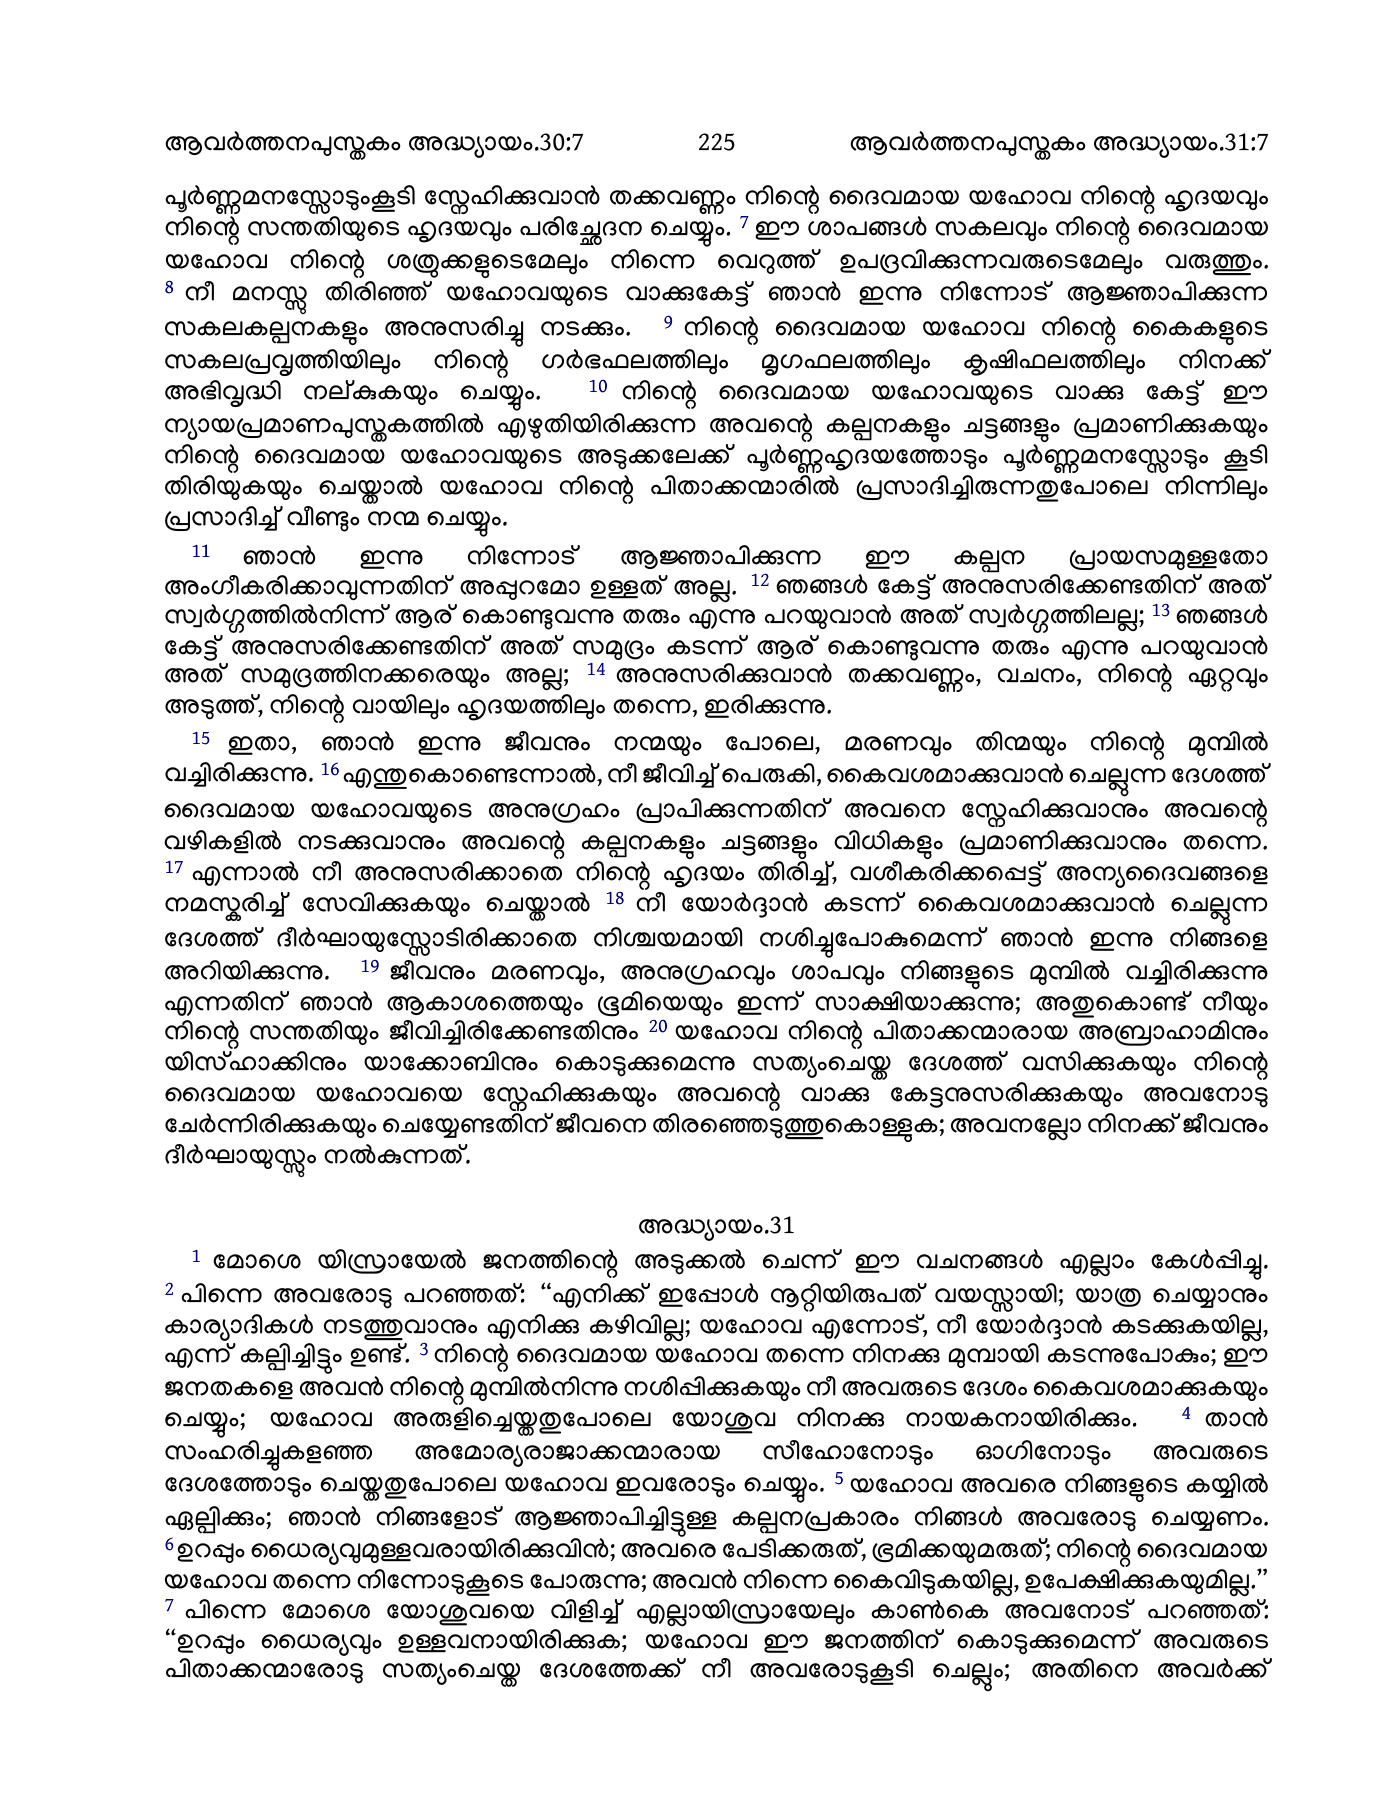 ആവർത്തനപുസ്തകം അദ്ധ്യായം.30:7 225 ആവർത്തനപുസ്തകം അദ്ധ്യായം.31:7
പൂർണ്ണമനസ്സോടുംകൂടി സ്നേഹിക്കുവാൻ തക്കവണ്ണം നിന്റെ ദൈവമായ യഹോവ നിന്റെ ഹൃദയവും
നിന്റെ സന്തതിയുടെ ഹൃദയവും പരിച്ഛേദന ചെയ്യും. 7 ഈ ശാപങ്ങൾ സകലവും നിന്റെ ദൈവമായ
യഹോവ നിന്റെ ശത്രുക്കളുടെമേലും നിന്നെ വെറുത്ത് ഉപദ്രവിക്കുന്നവരുടെമേലും വരുത്തും.
8 നീ മനസ്സു തിരിഞ്ഞ് യഹോവയുടെ വാക്കുകേട്ട് ഞാൻ ഇന്നു നിന്നോട് ആജ്ഞാപിക്കുന്ന
സകലകല്പനകളും അനുസരിച്ചു നടക്കും. 9 നിന്റെ ദൈവമായ യഹോവ നിന്റെ കൈകളുടെ
സകലപ്രവൃത്തിയിലും നിന്റെ ഗർഭഫലത്തിലും മൃഗഫലത്തിലും കൃഷിഫലത്തിലും നിനക്ക്
അഭിവൃദ്ധി നല്കുകയും ചെയ്യും. 10 നിന്റെ ദൈവമായ യഹോവയുടെ വാക്കു കേട്ട് ഈ
ന്യായപ്രമാണപുസ്തകത്തിൽ എഴുതിയിരിക്കുന്ന അവന്റെ കല്പനകളും ചട്ടങ്ങളും പ്രമാണിക്കുകയും
നിന്റെ ദൈവമായ യഹോവയുടെ അടുക്കലേക്ക് പൂർണ്ണഹൃദയത്തോടും പൂർണ്ണമനസ്സോടും കൂടി
തിരിയുകയും ചെയ്താൽ യഹോവ നിന്റെ പിതാക്കന്മാരിൽ പ്രസാദിച്ചിരുന്നതുപോലെ നിന്നിലും
പ്രസാദിച്ച് വീണ്ടും നന്മ ചെയ്യും.
11 ഞാൻ ഇന്നു നിന്നോട് ആജ്ഞാപിക്കുന്ന ഈ കല്പന പ്രായസമുള്ളതോ
അംഗീകരിക്കാവുന്നതിന് അപ്പുറമോ ഉള്ളത് അല്ല. 12 ഞങ്ങൾ കേട്ട് അനുസരിക്കേണ്ടതിന് അത്
സ്വർഗ്ഗത്തിൽനിന്ന് ആര് കൊണ്ടുവന്നു തരും എന്നു പറയുവാൻ അത് സ്വർഗ്ഗത്തിലല്ല; 13 ഞങ്ങൾ
കേട്ട് അനുസരിക്കേണ്ടതിന് അത് സമുദ്രം കടന്ന് ആര് കൊണ്ടുവന്നു തരും എന്നു പറയുവാൻ
അത് സമുദ്രത്തിനക്കരെയും അല്ല; 14 അനുസരിക്കുവാൻ തക്കവണ്ണം, വചനം, നിന്റെ ഏറ്റവും
അടുത്ത്, നിന്റെ വായിലും ഹൃദയത്തിലും തന്നെ, ഇരിക്കുന്നു.
15 ഇതാ, ഞാൻ ഇന്നു ജീവനും നന്മയും പോലെ, മരണവും തിന്മയും നിന്റെ മുമ്പിൽ
വച്ചിരിക്കുന്നു. 16 എന്തുകൊണ്ടെന്നാൽ, നീ ജീവിച്ച് പെരുകി, കൈവശമാക്കുവാൻ ചെല്ലുന്ന ദേശത്ത്
ദൈവമായ യഹോവയുടെ അനുഗ്രഹം പ്രാപിക്കുന്നതിന് അവനെ സ്നേഹിക്കുവാനും അവന്റെ
വഴികളിൽ നടക്കുവാനും അവന്റെ കല്പനകളും ചട്ടങ്ങളും വിധികളും പ്രമാണിക്കുവാനും തന്നെ.
17 എന്നാൽ നീ അനുസരിക്കാതെ നിന്റെ ഹൃദയം തിരിച്ച്, വശീകരിക്കപ്പെട്ട് അന്യദൈവങ്ങളെ
നമസ്കരിച്ച് സേവിക്കുകയും ചെയ്താൽ 18 നീ യോർദ്ദാൻ കടന്ന് കൈവശമാക്കുവാൻ ചെല്ലുന്ന
ദേശത്ത് ദീർഘായുസ്സോടിരിക്കാതെ നിശ്ചയമായി നശിച്ചുപോകുമെന്ന് ഞാൻ ഇന്നു നിങ്ങളെ
അറിയിക്കുന്നു. 19 ജീവനും മരണവും, അനുഗ്രഹവും ശാപവും നിങ്ങളുടെ മുമ്പിൽ വച്ചിരിക്കുന്നു
എന്നതിന് ഞാൻ ആകാശത്തെയും ഭൂമിയെയും ഇന്ന് സാക്ഷിയാക്കുന്നു; അതുകൊണ്ട് നീയും
നിന്റെ സന്തതിയും ജീവിച്ചിരിക്കേണ്ടതിനും 20 യഹോവ നിന്റെ പിതാക്കന്മാരായ അബ്രാഹാമിനും
യിസ്ഹാക്കിനും യാക്കോബിനും കൊടുക്കുമെന്നു സത്യംചെയ്ത ദേശത്ത് വസിക്കുകയും നിന്റെ
ദൈവമായ യഹോവയെ സ്നേഹിക്കുകയും അവന്റെ വാക്കു കേട്ടനുസരിക്കുകയും അവനോടു
ചേർന്നിരിക്കുകയും ചെയ്യേണ്ടതിന് ജീവനെ തിരഞ്ഞെടുത്തുകൊള്ളുക; അവനല്ലോ നിനക്ക് ജീവനും
ദീർഘായുസ്സും നൽകുന്നത്.
അദ്ധ്യായം.31
1 മോശെ യിസ്രായേൽ ജനത്തിന്റെ അടുക്കൽ ചെന്ന് ഈ വചനങ്ങൾ എല്ലാം കേൾപ്പിച്ചു.
2 പിന്നെ അവരോടു പറഞ്ഞത്: “എനിക്ക് ഇപ്പോൾ നൂറ്റിയിരുപത് വയസ്സായി; യാത്ര ചെയ്യാനും
കാര്യാദികൾ നടത്തുവാനും എനിക്കു കഴിവില്ല; യഹോവ എന്നോട്, നീ യോർദ്ദാൻ കടക്കുകയില്ല,
എന്ന് കല്പിച്ചിട്ടും ഉണ്ട്. 3 നിന്റെ ദൈവമായ യഹോവ തന്നെ നിനക്കു മുമ്പായി കടന്നുപോകും; ഈ
ജനതകളെ അവൻ നിന്റെ മുമ്പിൽനിന്നു നശിപ്പിക്കുകയും നീ അവരുടെ ദേശം കൈവശമാക്കുകയും
ചെയ്യും; യഹോവ അരുളിച്ചെയ്തതുപോലെ യോശുവ നിനക്കു നായകനായിരിക്കും. 4 താൻ
സംഹരിച്ചുകളഞ്ഞ അമോര്യരാജാക്കന്മാരായ സീഹോനോടും ഓഗിനോടും അവരുടെ
ദേശത്തോടും ചെയ്തതുപോലെ യഹോവ ഇവരോടും ചെയ്യും. 5 യഹോവ അവരെ നിങ്ങളുടെ കയ്യിൽ
ഏല്പിക്കും; ഞാൻ നിങ്ങളോട് ആജ്ഞാപിച്ചിട്ടുള്ള കല്പനപ്രകാരം നിങ്ങൾ അവരോടു ചെയ്യണം.
6 ഉറപ്പും ധൈര്യവുമുള്ളവരായിരിക്കുവിൻ; അവരെ പേടിക്കരുത്, ഭ്രമിക്കയുമരുത്; നിന്റെ ദൈവമായ
യഹോവ തന്നെ നിന്നോടുകൂടെ പോരുന്നു; അവൻ നിന്നെ കൈവിടുകയില്ല, ഉപേക്ഷിക്കുകയുമില്ല.”
7 പിന്നെ മോശെ യോശുവയെ വിളിച്ച് എല്ലായിസ്രായേലും കാൺകെ അവനോട് പറഞ്ഞത്:
“ഉറപ്പും ധൈര്യവും ഉള്ളവനായിരിക്കുക; യഹോവ ഈ ജനത്തിന് കൊടുക്കുമെന്ന് അവരുടെ
പിതാക്കന്മാരോടു സത്യംചെയ്ത ദേശത്തേക്ക് നീ അവരോടുകൂടി ചെല്ലും; അതിനെ അവർക്ക്